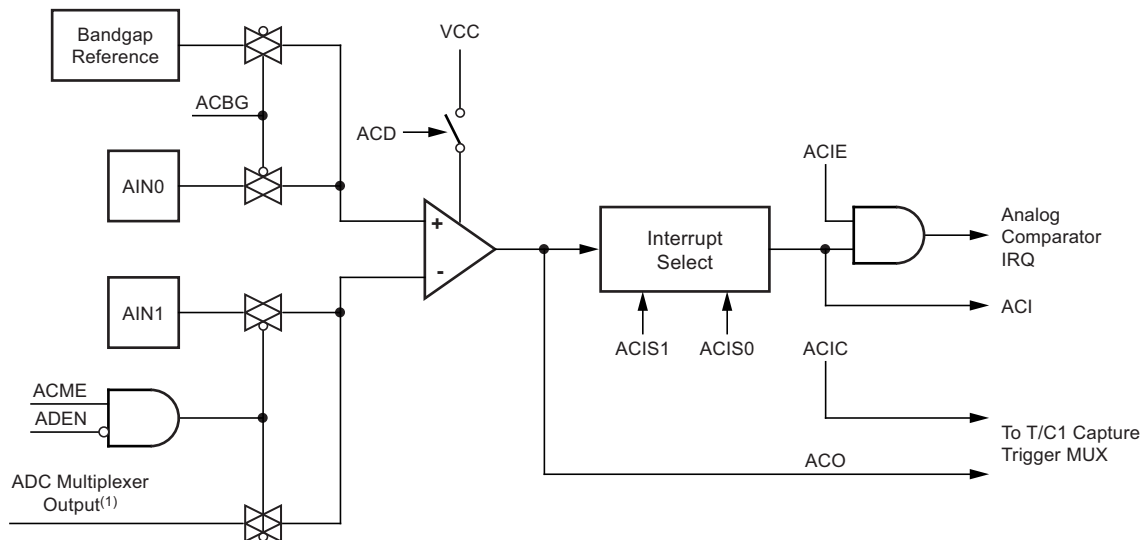 Bandgap
Reference
VCC
ACBG
ACD
AIN0
ACIE
+
-
Interrupt
Select
Analog
Comparator
IRQ
AIN1
ACI
ACIS1
ACIS0
ACIC
ACME
ADEN
To T/C1 Capture
Trigger MUX
ACO
ADC Multiplexer
Output(1)